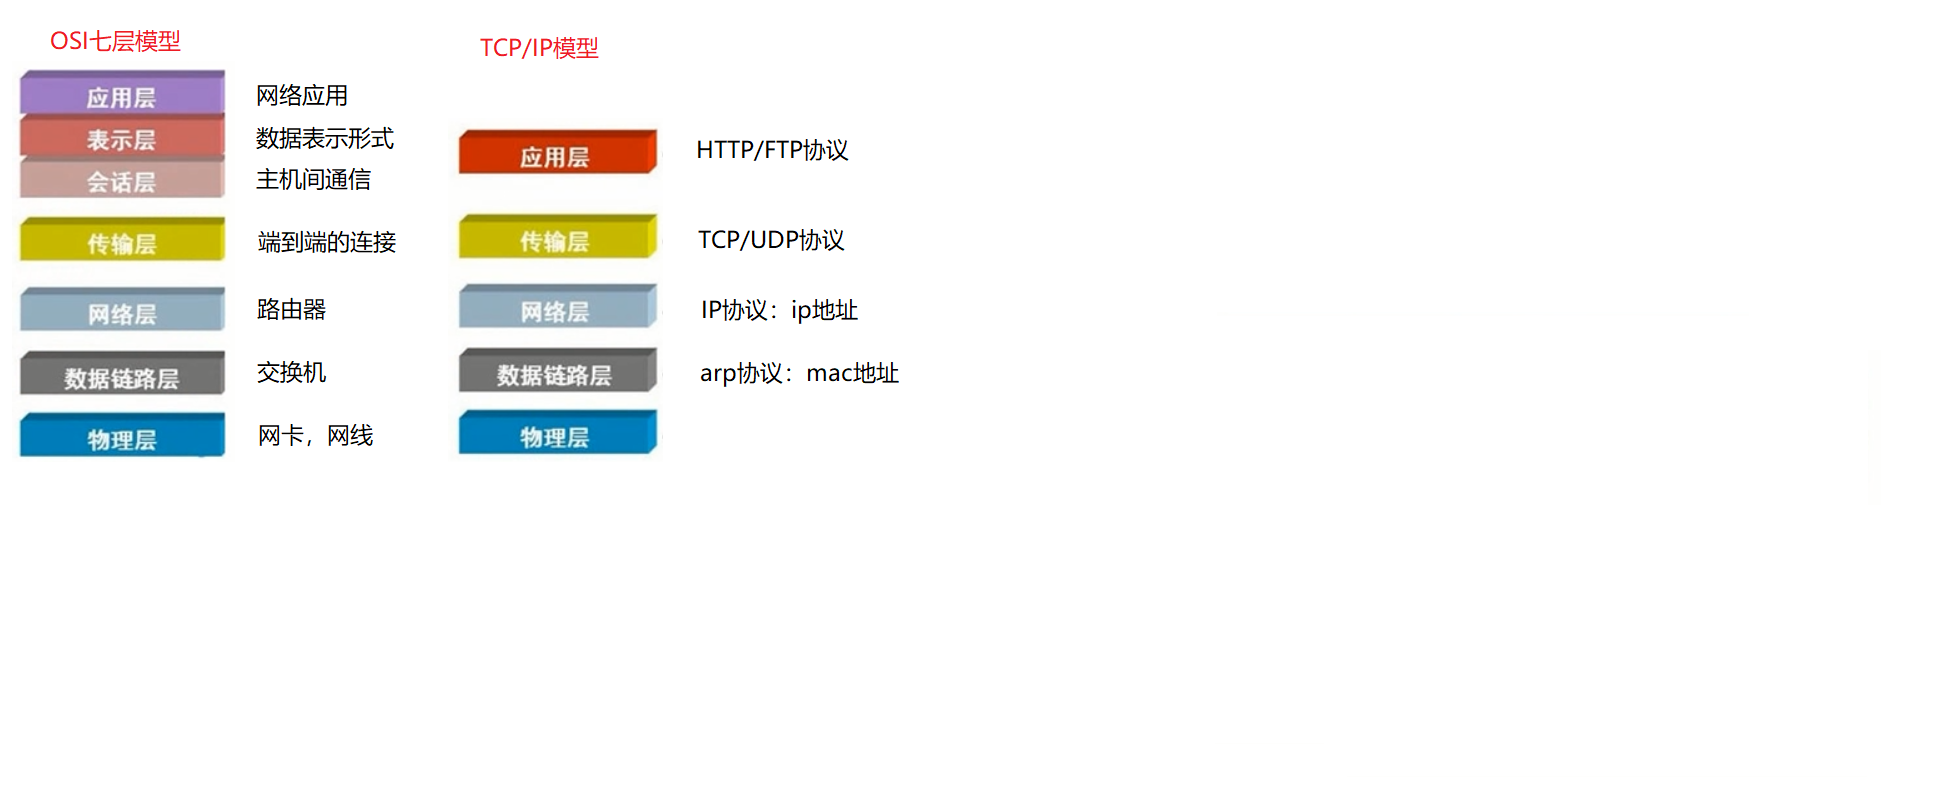 OSI七层模型
应用层 网络应用
表示层 数据表示形式
会话层 主机间通信
传输层 端到端的连接
网络层 路由器
数据链路层 交换机
物理层 网卡，网线
TCP/IP模型
应用层 HTTP/FTP协议
传输层 TCP/UDP协议
网络层 IP协议：ip地址
数据链路层 arp协议：mac地址
物理层